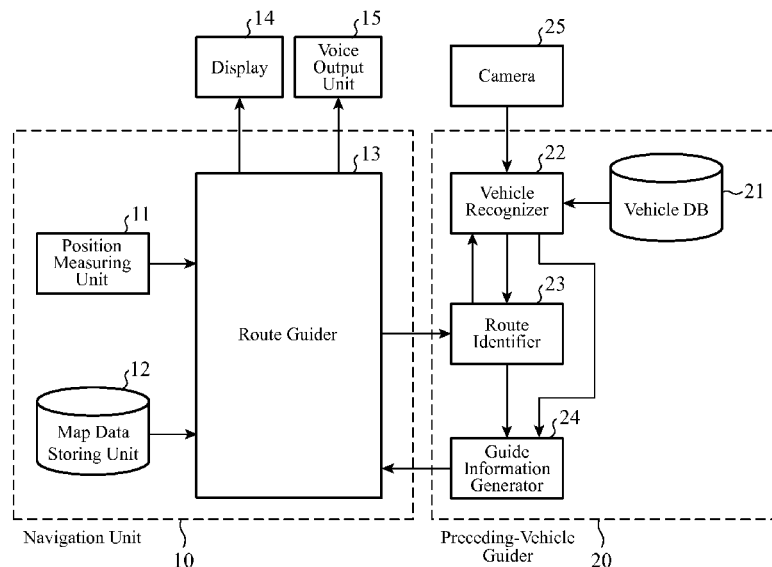 14
15
25
Display
Voice
Output
Unit
Camera
13
22
21
Vehicle
Recognizer
Vehicle DB
11
Position
Measuring
Unit
23
Route Guider
Route
Identifier
12
Map Data
Storing Unit
24
Guide
Information
Generator
Navigation Unit
10
Preceding-Vehicle
Guider
20